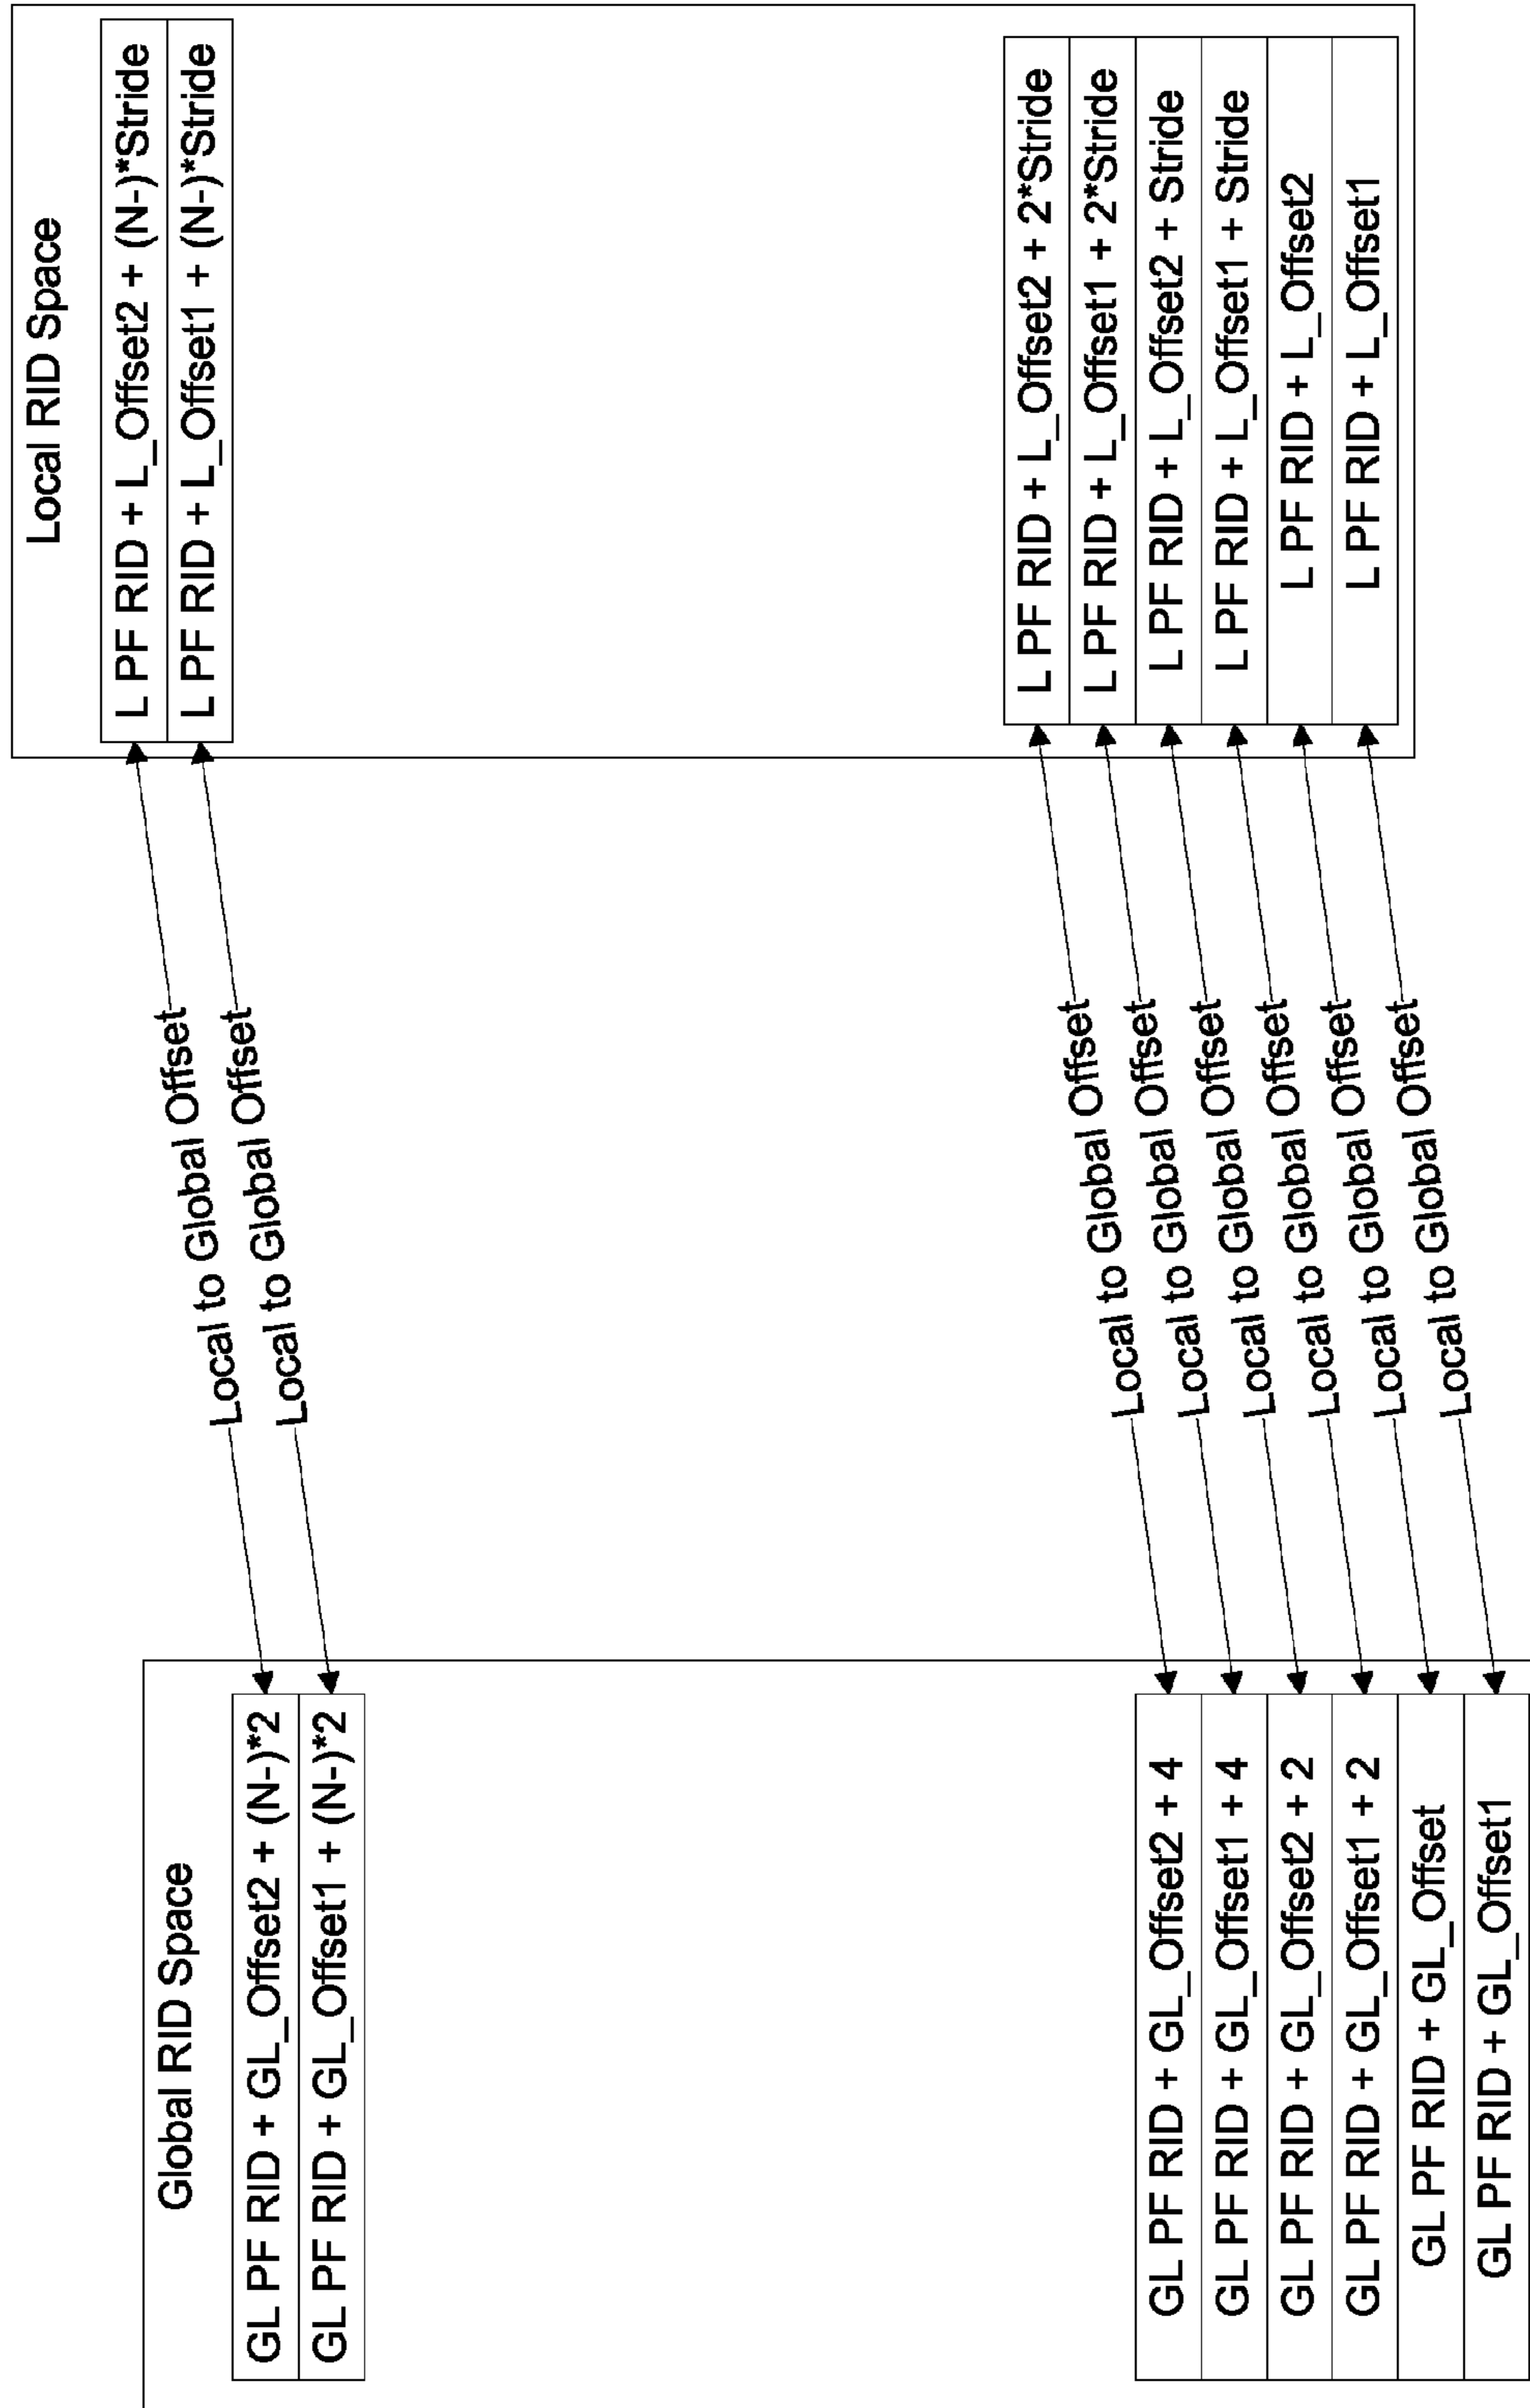 Global RID Space
GL PF RID + GL_Offset2 + (N-)*2
GL PF RID + GL_Offset1 + (N-)*2
GL PF RID + GL_Offset2 + 4
GL PF RID + GL_Offset1 + 4
GL PF RID + GL_Offset2 + 2
GL PF RID + GL_Offset1 + 2
GL PF RID + GL_Offset
GL PF RID + GL_Offset1
Local to Global Offset
Local to Global Offset
Local to Global Offset
Local to Global Offset
Local to Global Offset
Local to Global Offset
Local to Global Offset
Local to Global Offset
Local RID Space
L PF RID + L_Offset2 + (N-)*Stride
L PF RID + L_Offset1 + (N-)*Stride
L PF RID + L_Offset2 + 2*Stride
L PF RID + L_Offset1 + 2*Stride
L PF RID + L_Offset2 + Stride
L PF RID + L_Offset1 + Stride
L PF RID + L_Offset2
L PF RID + L_Offset1